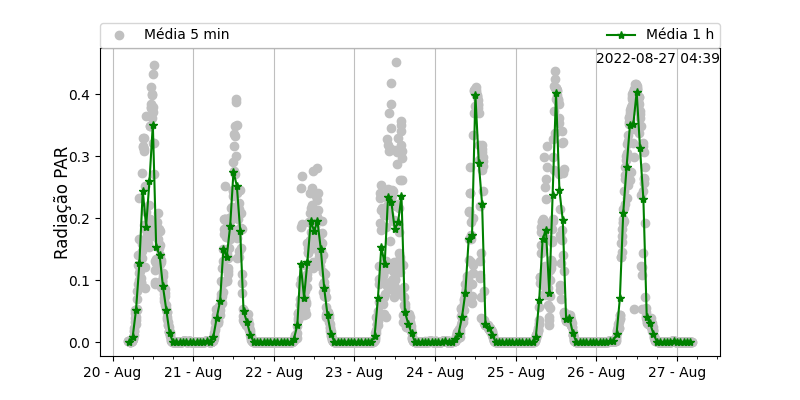 Média 5 min
Média 1 h
2022-08-27 04:39
Radiação PAR
0.4
0.3
0.2
0.1
0.0
20 - Aug
21 - Aug
22 - Aug
23 - Aug
24 - Aug
25 - Aug
26 - Aug
27 - Aug